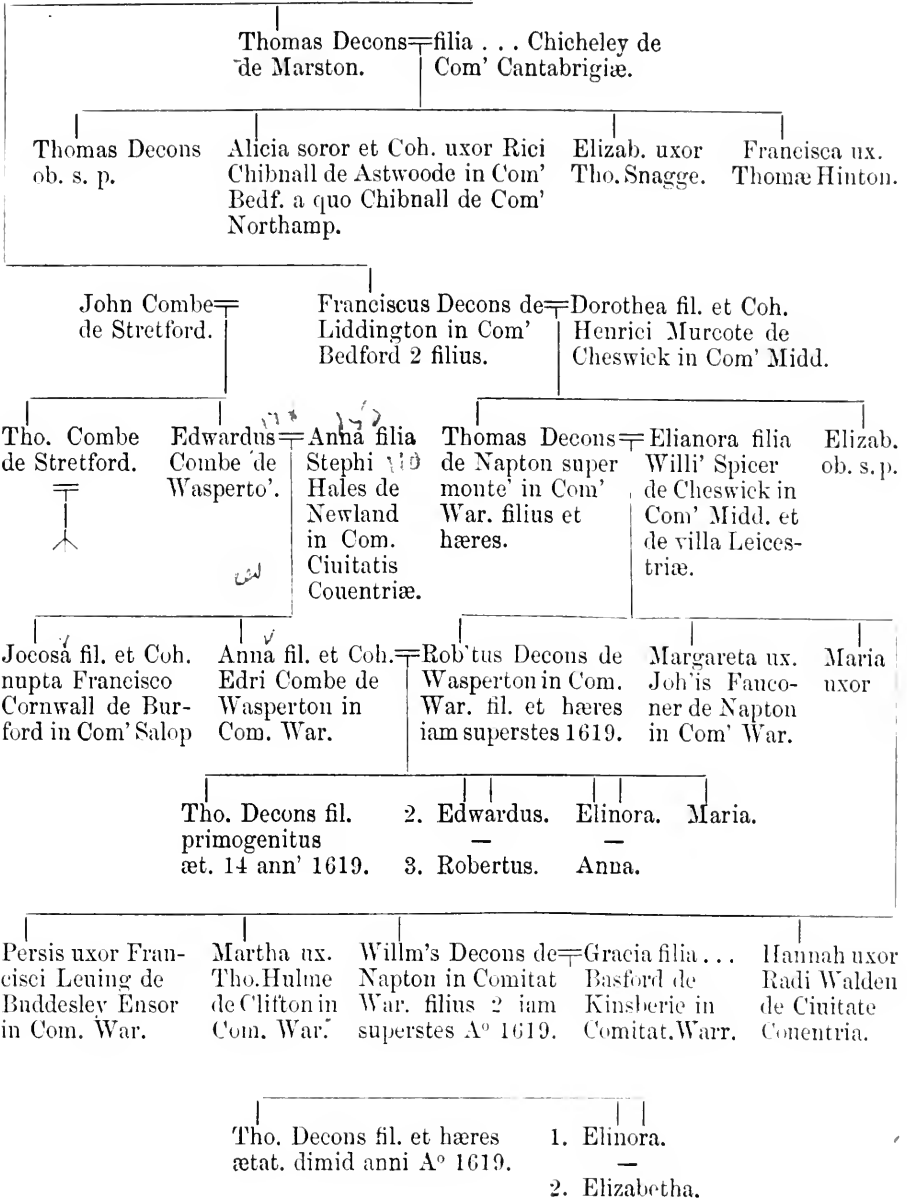 Thomas Decons
de Marston.
filia . . . Chicheley de
Com' Cantabrigiæ.
Thomas Decons
ob. s. p.
Alicia soror et Coh. uxor Rici
Chibnall de Astwoode in Com'
Bedf. a quo Chibnall de Com'
Northamp.
Elizab. uxor
Tho. Snagge.
Francisca ux.
Thomæ Hinton.
John Combe
de Stretford.
Franciscus Decons de
Liddington in Com'
Bedford 2 filius.
Dorothea fil. et Coh.
Henrici Murcote de
Cheswick in Com' Midd.
Tho. Combe
de Stretford.
Edwardus
Combe de
Wasperto'.
Anna filia
Stephi
Hales de
Newland
in Com.
Ciuitatis
Couentriæ.
Thomas Decons
de Napton super
monte' in Com'
War. filius et
hæres.
Elianora filia
Willi' Spicer
de Cheswick in
Com' Midd. et
de villa Leices-
triæ.
Elizab.
ob. s. p.
Jocosa fil. et Coh.
nupta Francisco
Cornwall de Bur-
ford in Com' Salop
Anna fil. et Coh.
Edri Combe de
Wasperton in
Com. War.
Rob'tus Decons de
Wasperton in Com.
War. fil. et hæres
iam superstes 1619.
Margareta ux.
Joh'is Fauco-
ner de Napton
in Com' War.
Maria
uxor
Tho. Decons fil.
primogenitus
æt. 14 ann' 1619.
2. Edwardus.
—
3. Robertus.
Elinora.
—
Anna.
Maria.
Persis uxor Fran-
cisci Leuing de
Buddesley Ensor
in Com. War.
Martha ux.
Tho. Hulme
de Clifton in
Com. War.
Willm's Decons de
Napton in Comitat
War. filius 2 iam
superstes Aº 1619.
Gracia filia . . .
Basford de
Kinsberie in
Comitat. Warr.
Hannah uxor
Radi Walden
de Ciuitate
Couentria.
Tho. Decons fil. et hæres
ætat. dimid anni Aº 1619.
1. Elinora.
—
2. Elizabetha.